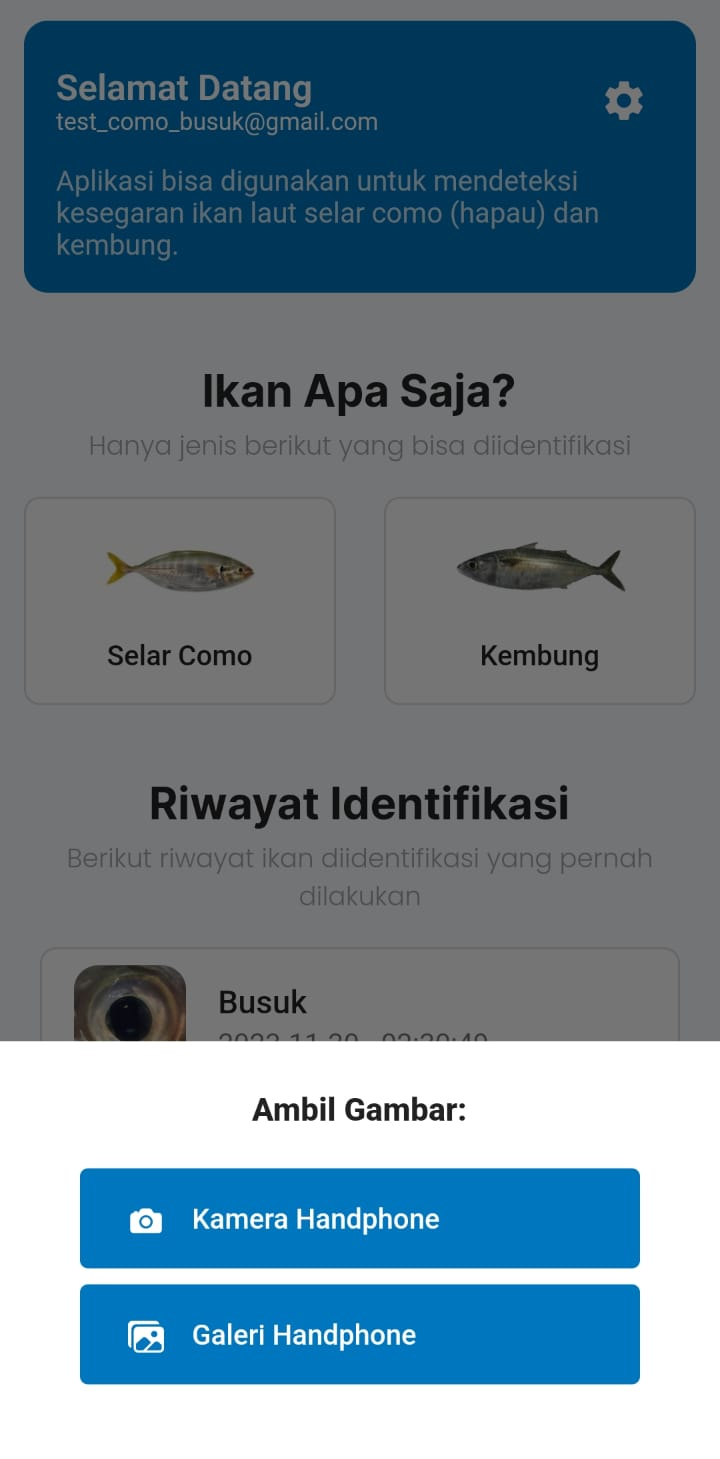 Selamat Datang
test_como_busuk@gmail.com
Aplikasi bisa digunakan untuk mendeteksi
kesegaran ikan laut selar como (hapau) dan
kembung.
Ikan Apa Saja?
Hanya jenis berikut yang bisa diidentifikasi
Selar Como
Kembung
Riwayat Identifikasi
Berikut riwayat ikan diidentifikasi yang pernah
dilakukan
Busuk
Ambil Gambar:
Kamera Handphone
Galeri Handphone